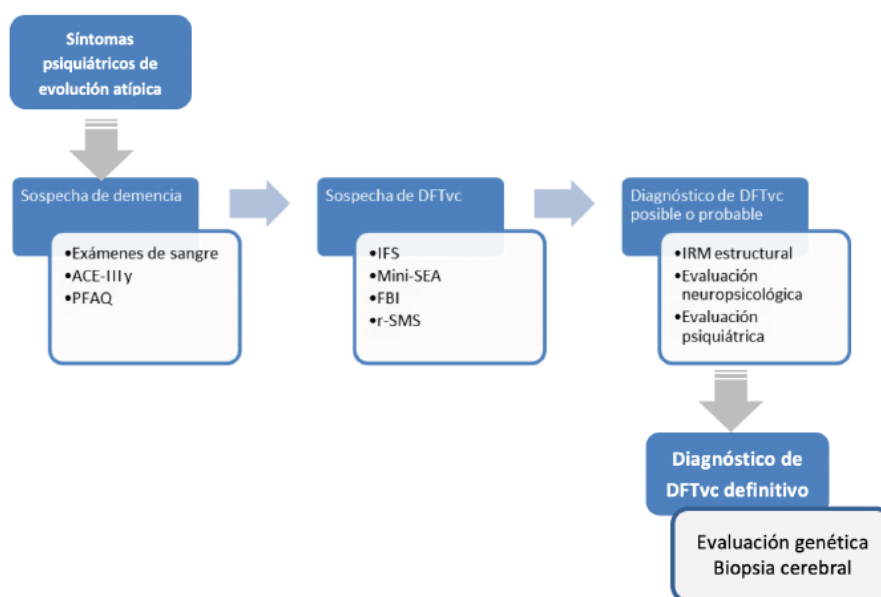 Síntomas
psiquiátricos de
evolución atípica
Sospecha de demencia
•Exámenes de sangre
•ACE-III y
•PFAQ
Sospecha de DFTvc
•IFS
•Mini-SEA
•FBI
•r-SMS
Diagnóstico de DFTvc
posible o probable
•IRM estructural
•Evaluación
neuropsicológica
•Evaluación
psiquiátrica
Diagnóstico de
DFTvc definitivo
Evaluación genética
Biopsia cerebral